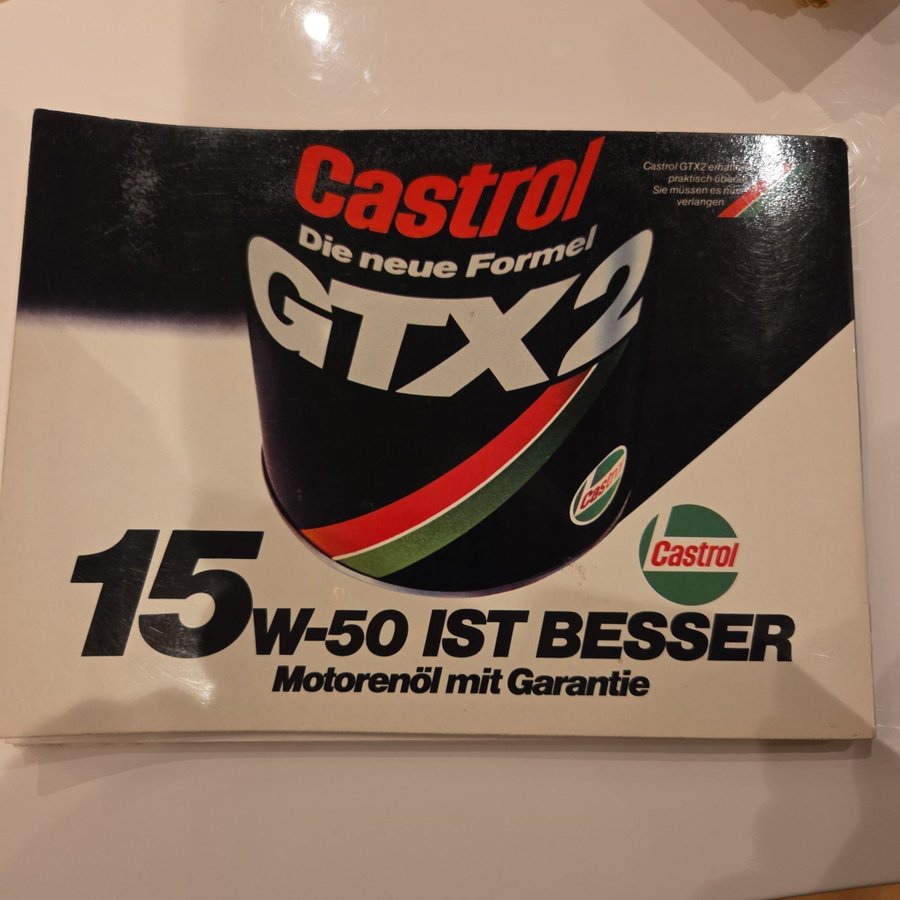 Castrol
Die neue Formel
GTX2
Castrol GTX2
praktisch
Sie müssen es nur
verlangen
Castrol
Castrol
15W-50 IST BESSER
Motorenöl mit Garantie